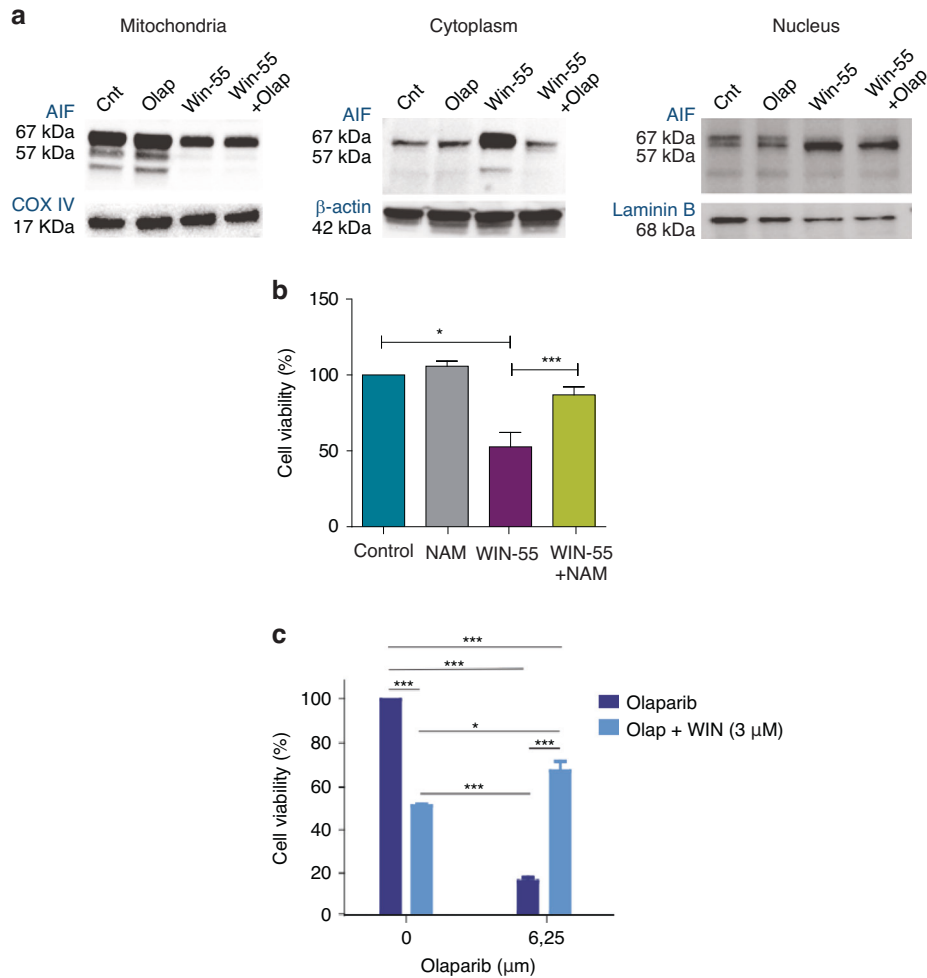 a
Mitochondria
Cytoplasm
Nucleus
Cnt
Olap
Win-55
Win-55
+Olap
AIF
67 kDa
57 kDa
COX IV
17 KDa
Cnt
Olap
Win-55
Win-55
+Olap
AIF
67 kDa
57 kDa
β-actin
42 kDa
Cnt
Olap
Win-55
Win-55
+Olap
AIF
67 kDa
57 kDa
Laminin B
68 kDa
b
150
100
50
0
Cell viability (%)
*
***
Control
NAM
WIN-55
WIN-55
+NAM
c
***
***
***
*
***
***
100
80
60
40
20
0
Cell viability (%)
0
6,25
Olaparib (μm)
Olaparib
Olap + WIN (3 μM)